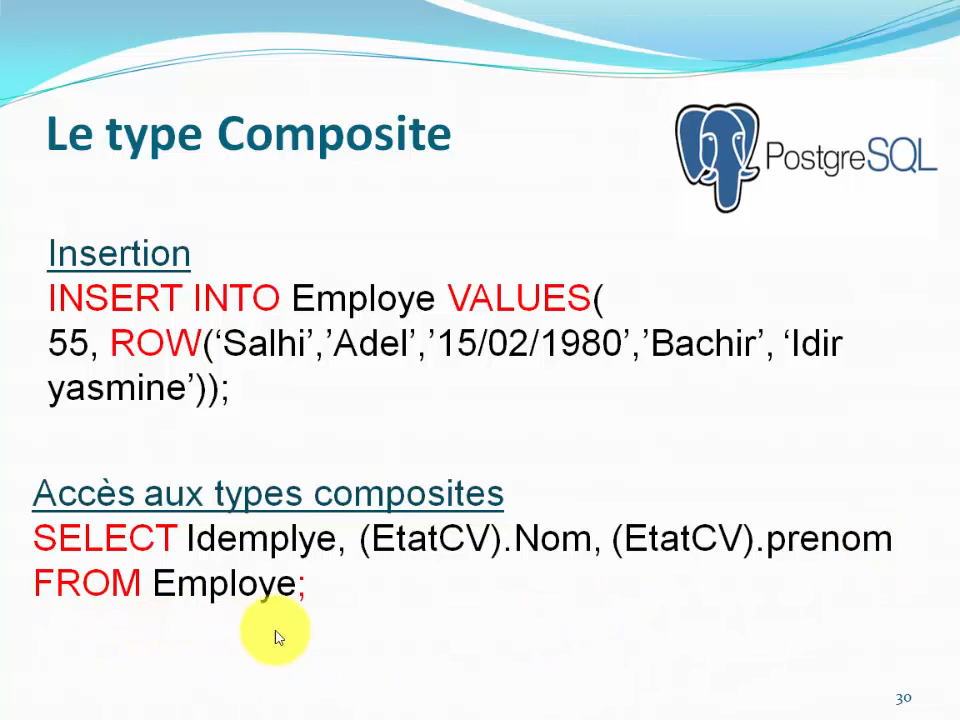 Le type Composite
PostgreSQL
Insertion
INSERT INTO Employe VALUES(
55, ROW(‘Salhi’,’Adel’,’15/02/1980’,’Bachir’, ‘Idir
yasmine’));
Accès aux types composites
SELECT Idemplye, (EtatCV).Nom, (EtatCV).prenom
FROM Employe;
30